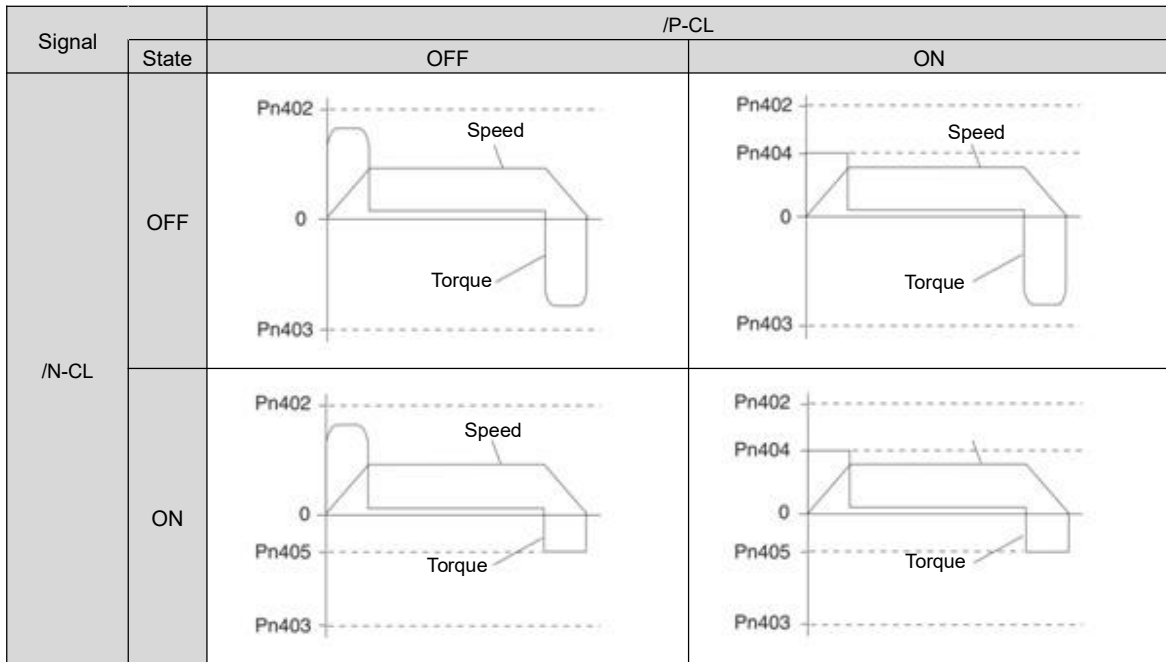 Signal
/P-CL
State
OFF
ON
/N-CL
OFF
Pn402
Speed
0
Torque
Pn403
Pn402
Speed
Pn404
0
Torque
Pn403
ON
Pn402
Speed
0
Pn405
Torque
Pn403
Pn402
Pn404
0
Pn405
Torque
Pn403